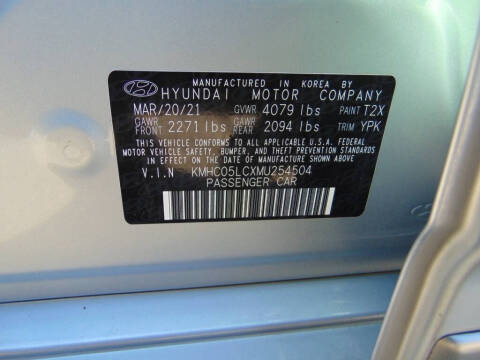 MANUFACTURED IN KOREA BY
HYUNDAI MOTOR COMPANY
MAR/20/21 GVWR 4079 lbs PAINT T2X
GAWR FRONT 2271 lbs GAWR REAR 2094 lbs TRIM YPK
THIS VEHICLE CONFORMS TO ALL APPLICABLE U.S. FEDERAL
MOTOR VEHICLE SAFETY, BUMPER, AND THEFT PREVENTION
STANDARDS IN EFFECT ON THE DATE OF MANUFACTURE SHOWN ABOVE.
V.I.N KMHC05LCXMU254504
PASSENGER CAR